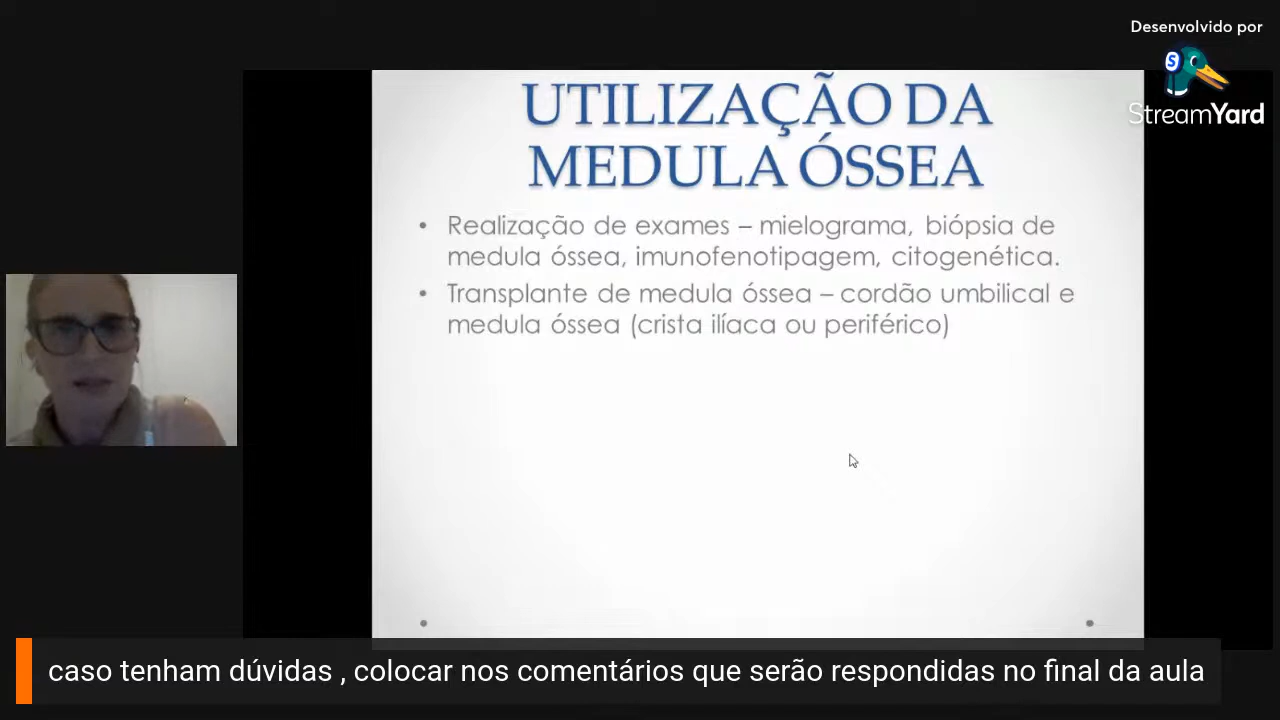 Desenvolvido por
StreamYard
UTILIZAÇÃO DA
MEDULA ÓSSEA
• Realização de exames – mielograma, biópsia de
medula óssea, imunofenotipagem, citogenética.
• Transplante de medula óssea – cordão umbilical e
medula óssea (crista ilíaca ou periférico)
caso tenham dúvidas , colocar nos comentários que serão respondidas no final da aula